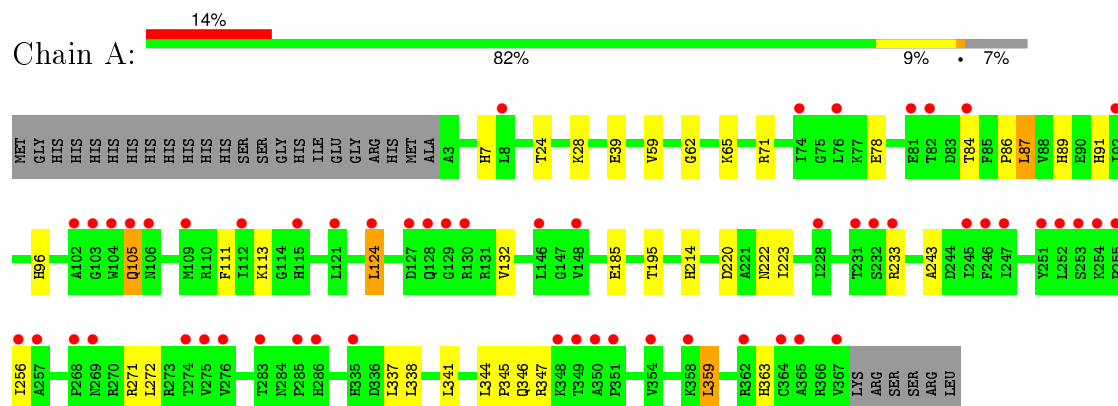 14%
Chain A:
82% 9% • 7%
MET GLY HIS HIS HIS HIS HIS HIS HIS HIS HIS HIS SER SER GLY HIS ILE GLU GLY ARG HIS MET ALA A3 H7 L8 T24 K28 E39 V59 G62 K65 R71 I74 G75 L76 K77 E78 E81 T82 D83 T84 F85 P86 L87 V88 H89 E90 H91 I92
H96 A102 G103 W104 Q105 N106 M109 R110 F111 I112 K113 G114 H115 L121 L124 D127 Q128 G129 R130 R131 V132 L146 G147 V148 E185 T195 H214 D220 A221 N222 I223 I228 T231 S232 R233 A243 D244 I245 F246 I247 Y251 L252 S253 K254
I256 A257 P268 N269 R270 R271 L272 R273 T274 V275 V276 T283 N284 P285 H286 H335 D336 L337 L338 L341 L344 P345 Q346 R347 K348 T349 A350 P351 V354 K358 L359 R362 H363 C364 A365 R366 V367 LYS ARG SER SER ARG LEU